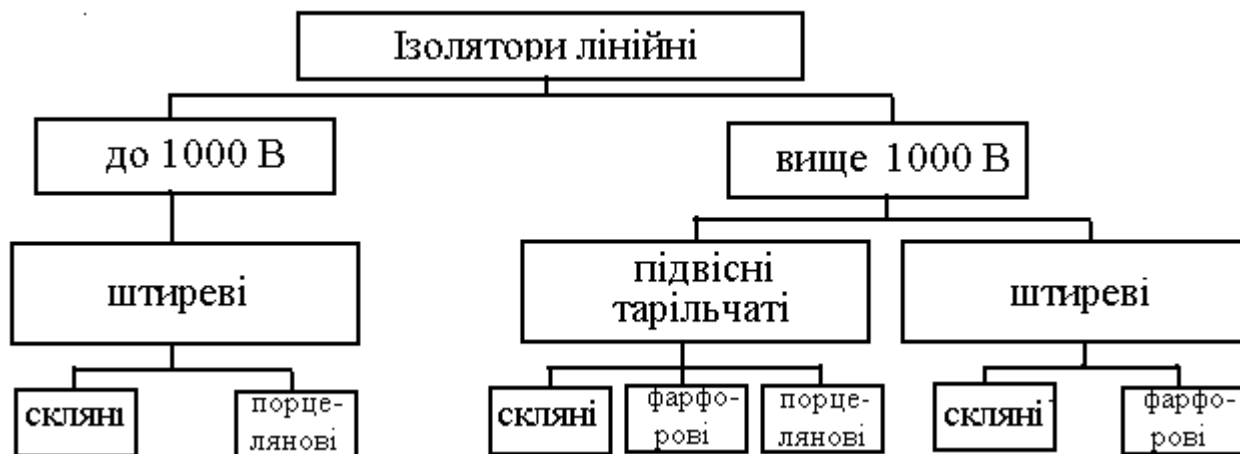 Ізолятори лінійні
до 1000 В
вище 1000 В
штиреві
підвісні
тарільчаті
штиреві
скляні
порце-
лянові
скляні
фарфо-
рові
порце-
лянові
скляні
фарфо-
рові